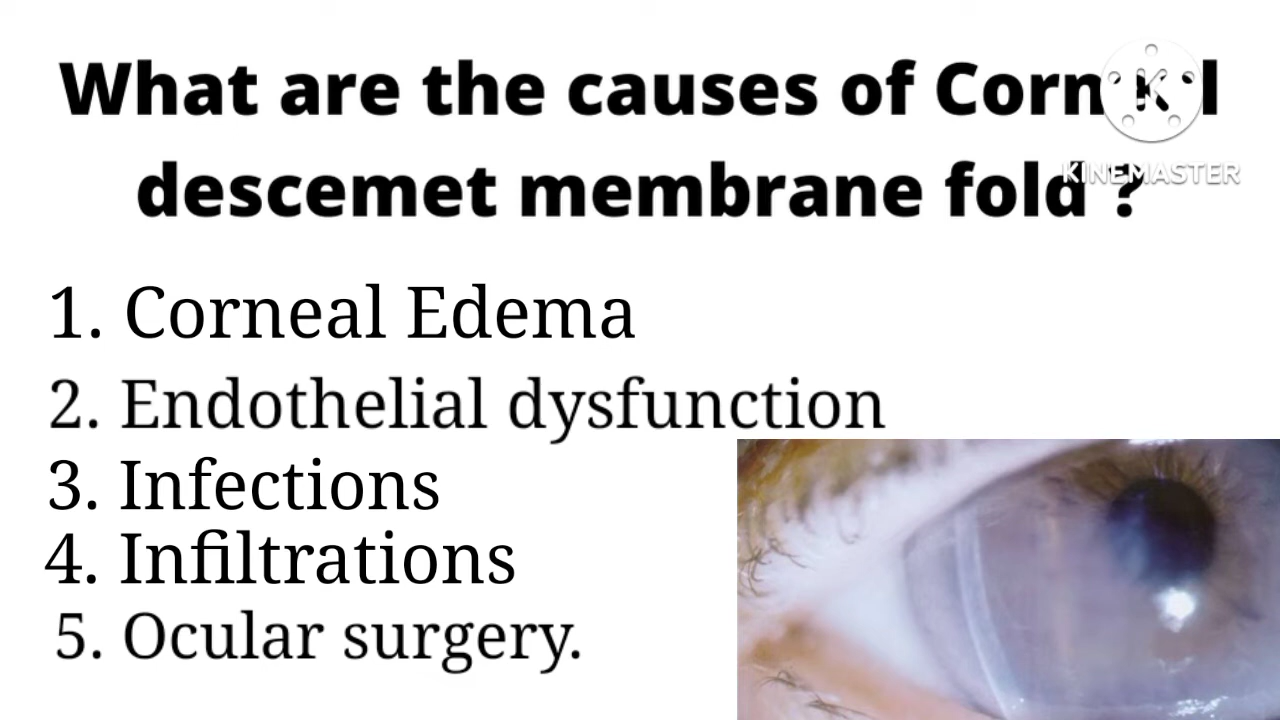 What are the causes of Corneal
descemet membrane fold ?
KINEMASTER
1. Corneal Edema
2. Endothelial dysfunction
3. Infections
4. Infiltrations
5. Ocular surgery.